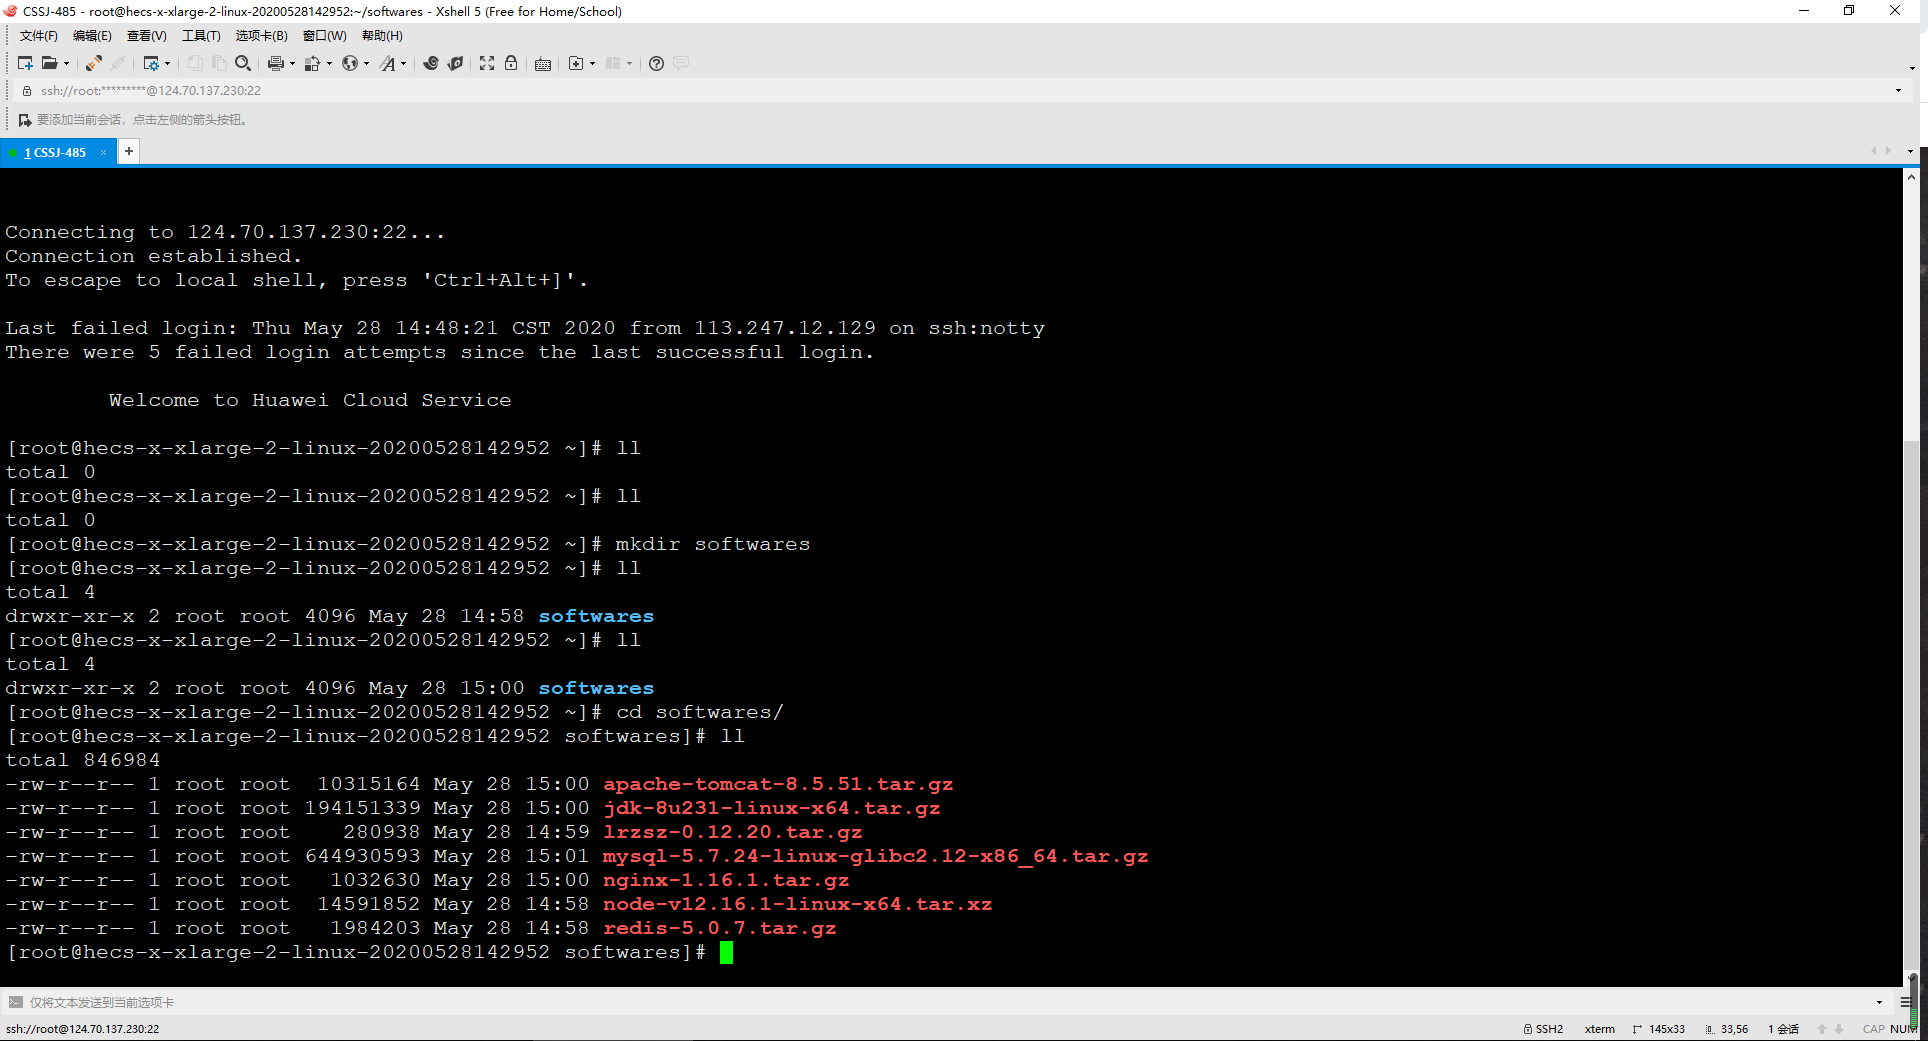 CSSJ-485 - root@hecs-x-xlarge-2-linux-20200528142952:~/softwares - Xshell 5 (Free for Home/School)
文件(F) 编辑(E) 查看(V) 工具(T) 选项卡(B) 窗口(W) 帮助(H)
ssh://root:*********@124.70.137.230:22
要添加当前会话，点击左侧的箭头按钮。
1 CSSJ-485 × +
Connecting to 124.70.137.230:22...
Connection established.
To escape to local shell, press 'Ctrl+Alt+]'.
Last failed login: Thu May 28 14:48:21 CST 2020 from 113.247.12.129 on ssh:notty
There were 5 failed login attempts since the last successful login.
Welcome to Huawei Cloud Service
[root@hecs-x-xlarge-2-linux-20200528142952 ~]# ll
total 0
[root@hecs-x-xlarge-2-linux-20200528142952 ~]# ll
total 0
[root@hecs-x-xlarge-2-linux-20200528142952 ~]# mkdir softwares
[root@hecs-x-xlarge-2-linux-20200528142952 ~]# ll
total 4
drwxr-xr-x 2 root root 4096 May 28 14:58 softwares
[root@hecs-x-xlarge-2-linux-20200528142952 ~]# ll
total 4
drwxr-xr-x 2 root root 4096 May 28 15:00 softwares
[root@hecs-x-xlarge-2-linux-20200528142952 ~]# cd softwares/
[root@hecs-x-xlarge-2-linux-20200528142952 softwares]# ll
total 846984
-rw-r--r-- 1 root root  10315164 May 28 15:00 apache-tomcat-8.5.51.tar.gz
-rw-r--r-- 1 root root 194151339 May 28 15:00 jdk-8u231-linux-x64.tar.gz
-rw-r--r-- 1 root root    280938 May 28 14:59 lrzsz-0.12.20.tar.gz
-rw-r--r-- 1 root root 644930593 May 28 15:01 mysql-5.7.24-linux-glibc2.12-x86_64.tar.gz
-rw-r--r-- 1 root root   1032630 May 28 15:00 nginx-1.16.1.tar.gz
-rw-r--r-- 1 root root  14591852 May 28 14:58 node-v12.16.1-linux-x64.tar.xz
-rw-r--r-- 1 root root   1984203 May 28 14:58 redis-5.0.7.tar.gz
[root@hecs-x-xlarge-2-linux-20200528142952 softwares]#
仅将文本发送到当前选项卡
ssh://root@124.70.137.230:22 SSH2 xterm 145x33 33,56 1 会话 CAP NUM